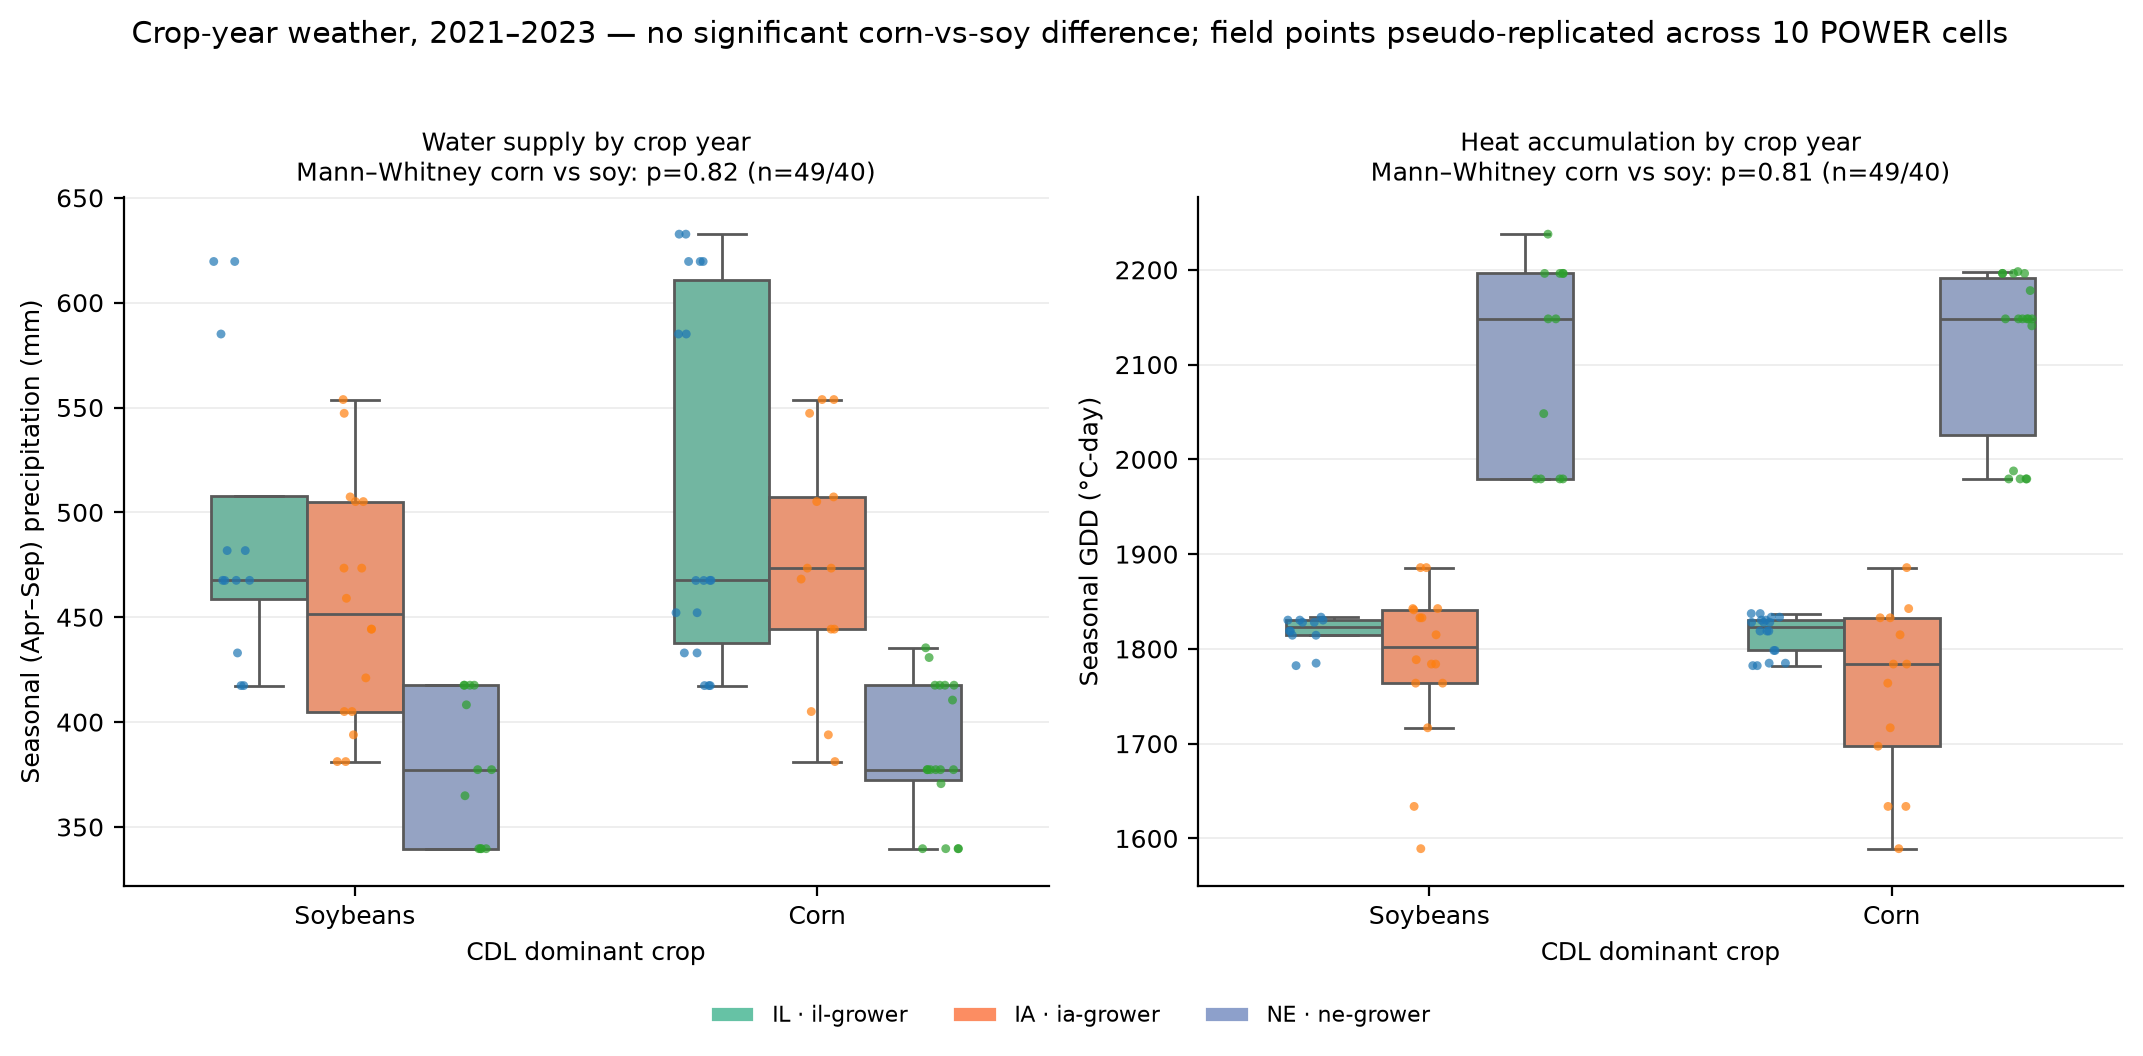 Crop-year weather, 2021–2023 — no significant corn-vs-soy difference; field points pseudo-replicated across 10 POWER cells
Water supply by crop year
Mann–Whitney corn vs soy: p=0.82 (n=49/40)
Seasonal (Apr–Sep) precipitation (mm)
650
600
550
500
450
400
350
Soybeans
Corn
CDL dominant crop
Heat accumulation by crop year
Mann–Whitney corn vs soy: p=0.81 (n=49/40)
Seasonal GDD (°C-day)
2200
2100
2000
1900
1800
1700
1600
Soybeans
Corn
CDL dominant crop
IL · il-grower
IA · ia-grower
NE · ne-grower